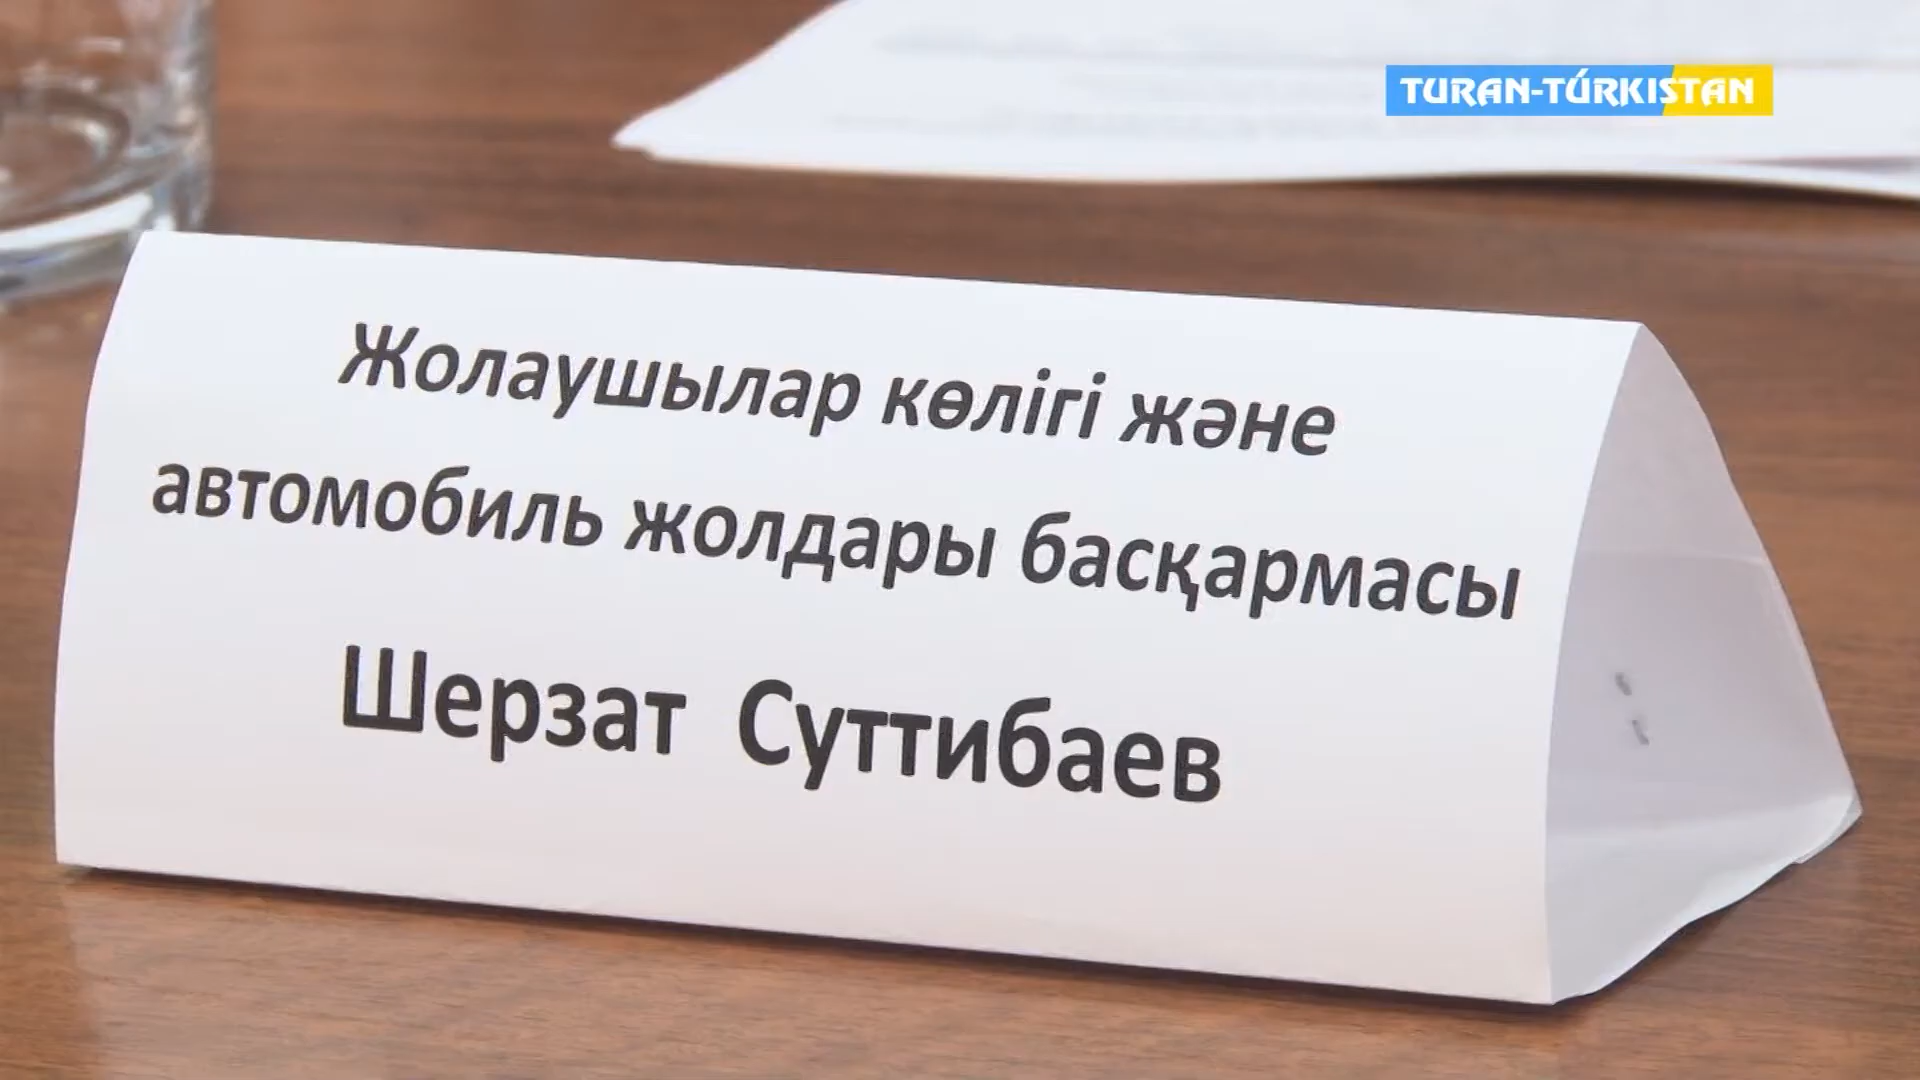 TURAN-TÚRKISTAN
Жолаушылар көлігі және
автомобиль жолдары басқармасы
Шерзат Суттибаев